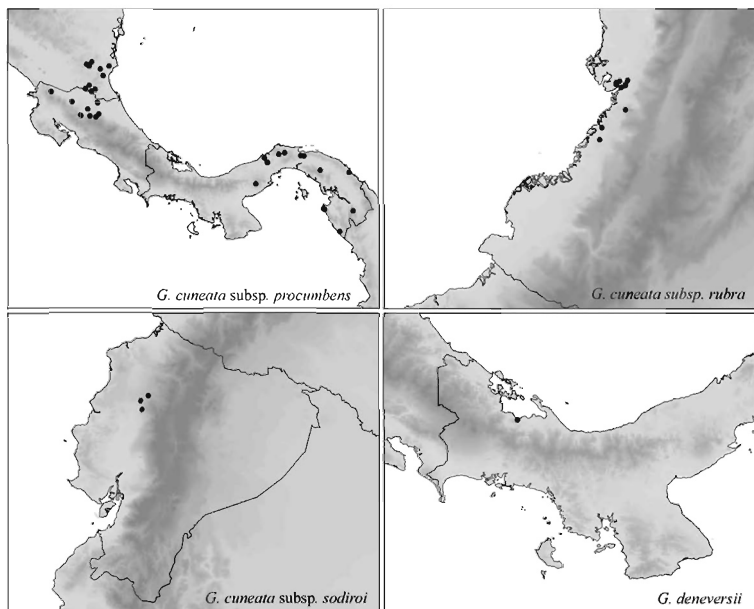 G. cuneata subsp. procumbens
G. cuneata subsp. rubra
G. cuneata subsp. sodiroi
G. deneversii